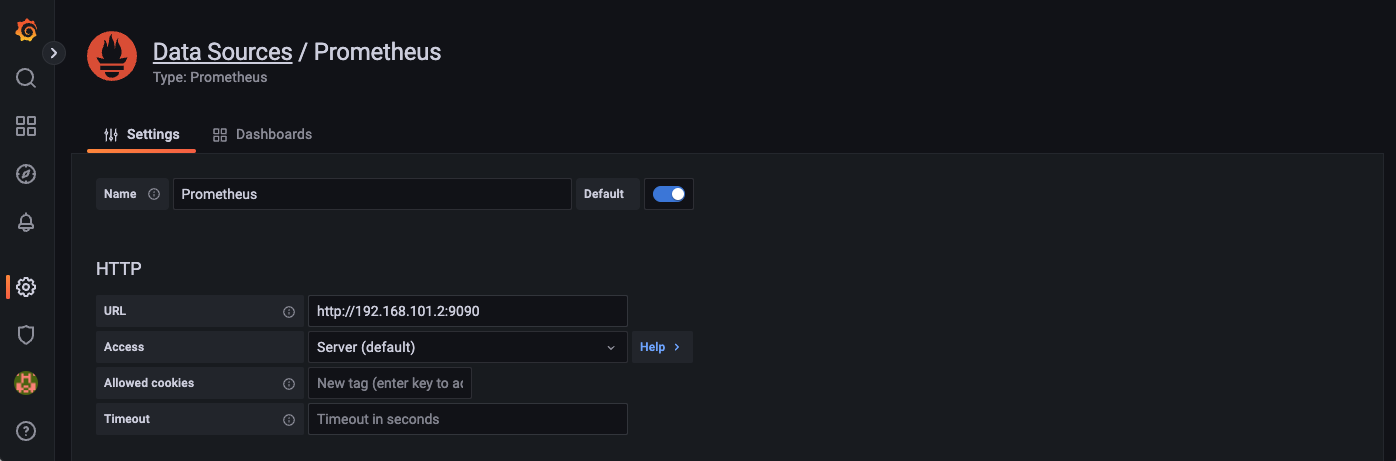 Data Sources / Prometheus
Type: Prometheus
Settings Dashboards
Name Prometheus Default
HTTP
URL http://192.168.101.2:9090
Access Server (default) Help
Allowed cookies New tag (enter key to ac
Timeout Timeout in seconds